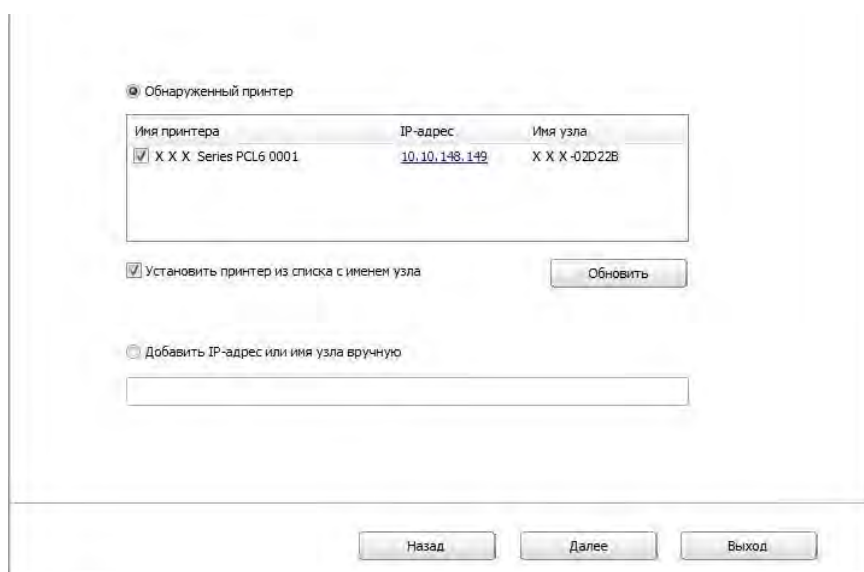 Обнаруженный принтер
Имя принтера IP-адрес Имя узла
X X X Series PCL6 0001 10.10.148.149 X X X-02D22B
Установить принтер из списка с именем узла Обновить
Добавить IP-адрес или имя узла вручную
Назад Далее Выход